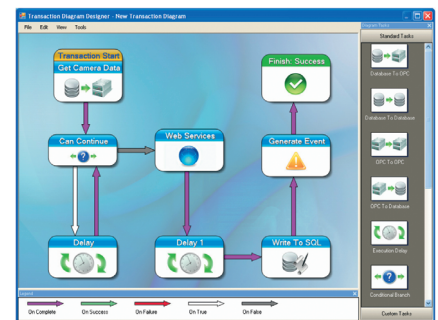 Transaction Diagram Designer - New Transaction Diagram
File Edit View Tools
Transaction Start
Get Camera Data
Finish: Success
Can Continue
Web Services
Generate Event
Delay
Delay 1
Write To SQL
Standard Tasks
Database To OPC
Database To Database
OPC To OPC
OPC To Database
Execution Delay
Conditional Branch
Custom Tasks
Legend
On Complete On Success On Failure On True On False